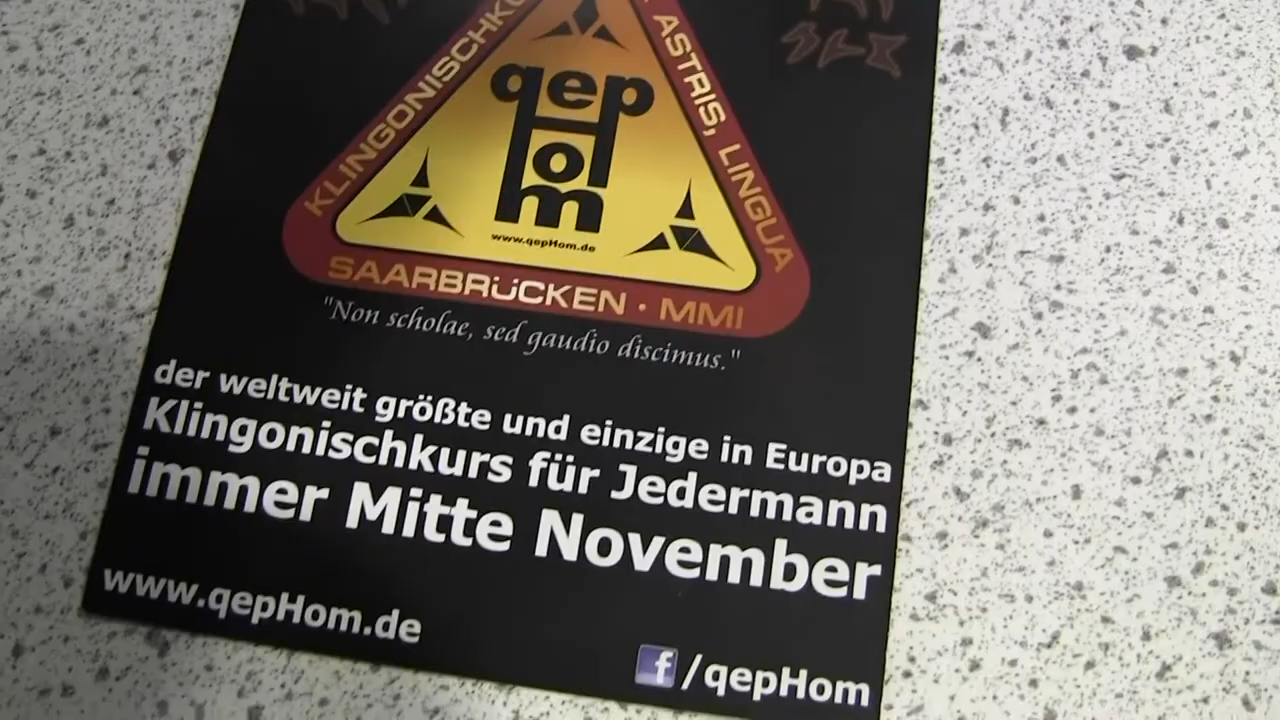 KLINGONISCHKU
ASTRIS, LINGUA
qep
Hom
www.qepHom.de
SAARBRÜCKEN · MMI
"Non scholae, sed gaudio discimus."
der weltweit größte und einzige in Europa
Klingonischkurs für Jedermann
immer Mitte November
www.qepHom.de
f/qepHom